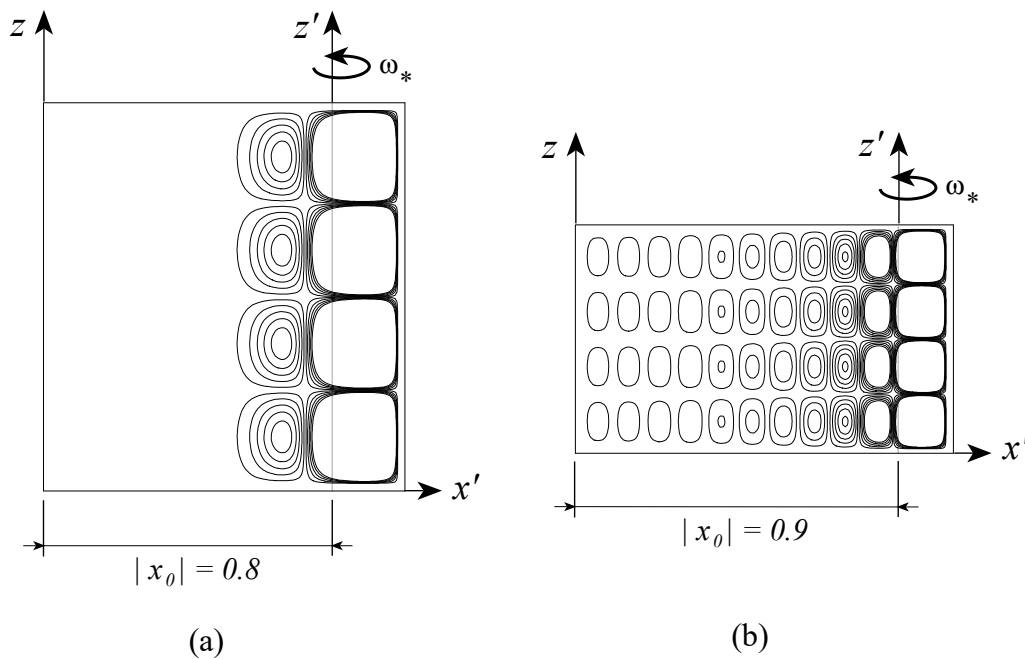 z
z'
ω*
x'
| x₀| = 0.8
(a)
z
z'
ω*
x'
| x₀| = 0.9
(b)